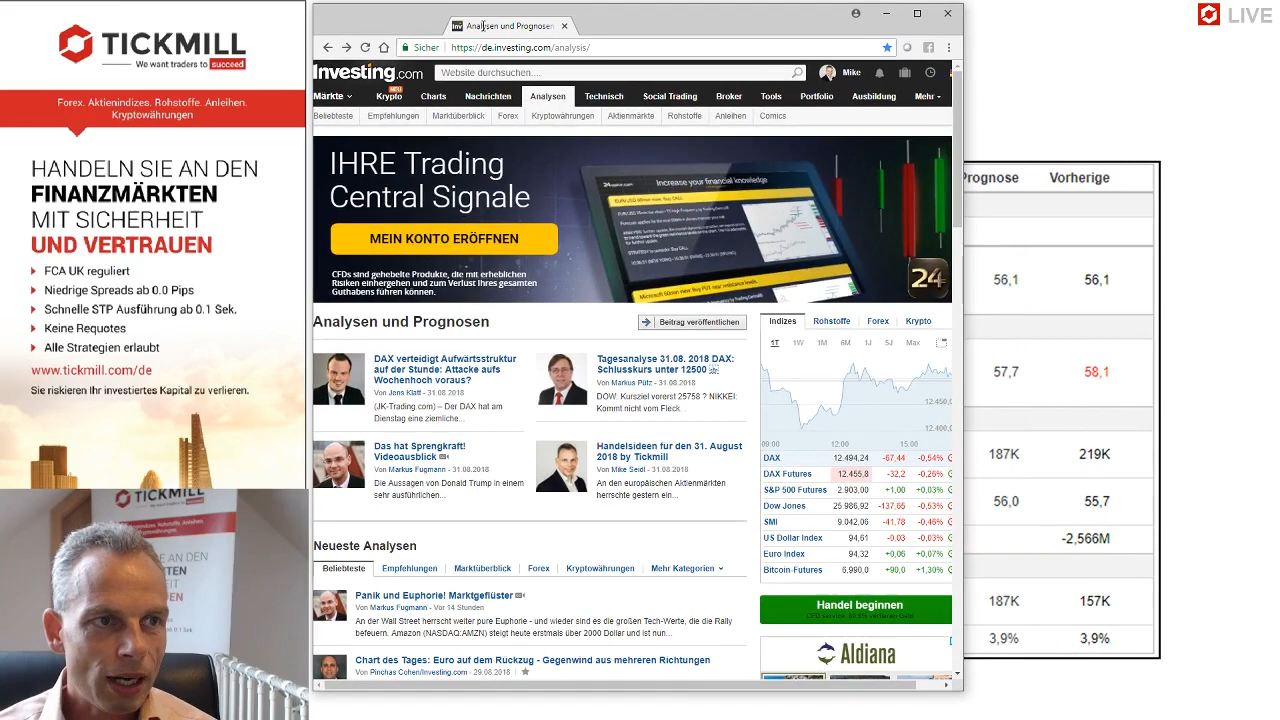 TICKMILL
We want traders to succeed
Forex. Aktienindizes. Rohstoffe. Anleihen.
Kryptowährungen
HANDELN SIE AN DEN
FINANZMÄRKTEN
MIT SICHERHEIT
UND VERTRAUEN
FCA UK reguliert
Niedrige Spreads ab 0.0 Pips
Schnelle STP Ausführung ab 0.1 Sek.
Keine Requotes
Alle Strategien erlaubt
www.tickmill.com/de
Sie riskieren Ihr investiertes Kapital zu verlieren.
TICKMILL
Inv Analysen und Prognosen
Sicher https://de.investing.com/analysis/
Investing.com Website durchsuchen.... Mike
Märkte Krypto NEU Charts Nachrichten Analysen Technisch Social Trading Broker Tools Portfolio Ausbildung Mehr
Beliebteste Empfehlungen Marktüberblick Forex Kryptowährungen Aktienmärkte Rohstoffe Anleihen Comics
IHRE Trading
Central Signale
MEIN KONTO ERÖFFNEN
CFDs sind gehebelte Produkte, die mit erheblichen
Risiken einhergehen und zum Verlust Ihres gesamten
Guthabens führen können.
Increase your financial knowledge
24
Analysen und Prognosen
Beitrag veröffentlichen
DAX verteidigt Aufwärtsstruktur
auf der Stunde: Attacke aufs
Wochenhoch voraus?
Von Jens Klatt - 31.08.2018
(JK-Trading.com) – Der DAX hat am
Dienstag eine ziemliche...
Tagesanalyse 31.08. 2018 DAX:
Schlusskurs unter 12500
Von Markus Pütz - 31.08.2018
DOW: Kursziel vorerst 25758 ? NIKKEI:
Kommt nicht vom Fleck...
Das hat Sprengkraft!
Videoausblick
Von Markus Fugmann - 31.08.2018
Die Aussagen von Donald Trump in einem
sehr ausführlichen...
Handelsideen für den 31. August
2018 by Tickmill
Von Mike Seidl - 31.08.2018
An den europäischen Aktienmärkten
herrschte gestern ein...
Neueste Analysen
Beliebteste Empfehlungen Marktüberblick Forex Kryptowährungen Mehr Kategorien
Panik und Euphorie! Marktgeflüster
Von Markus Fugmann - Vor 14 Stunden
An der Wall Street herrscht weiter pure Euphorie - und wieder sind es die großen Tech-Werte, die die Rally
befeuern. Amazon (NASDAQ:AMZN) steigt heute erstmals über 2000 Dollar und ist nun...
Chart des Tages: Euro auf dem Rückzug - Gegenwind aus mehreren Richtungen
Von Pinchas Cohen/Investing.com - 29.08.2018
Indizes Rohstoffe Forex Krypto
1T 1W 1M 6M 1J 5J Max
12.450,
12.400,
09:00 12:00 15:00
DAX 12.494,24 -67,44 -0,54%
DAX Futures 12.455,8 -32,2 -0,26%
S&P 500 Futures 2.903,00 +1,00 +0,03%
Dow Jones 25.986,92 -137,65 -0,53%
SMI 9.042,06 -41,78 -0,46%
US Dollar Index 94,61 -0,03 -0,03%
Euro Index 94,32 +0,06 +0,07%
Bitcoin-Futures 6.990,0 +90,0 +1,30%
Handel beginnen
Aldiana
LIVE
Prognose Vorherige
56,1 56,1
57,7 58,1
187K 219K
56,0 55,7
-2,566M
187K 157K
3,9% 3,9%